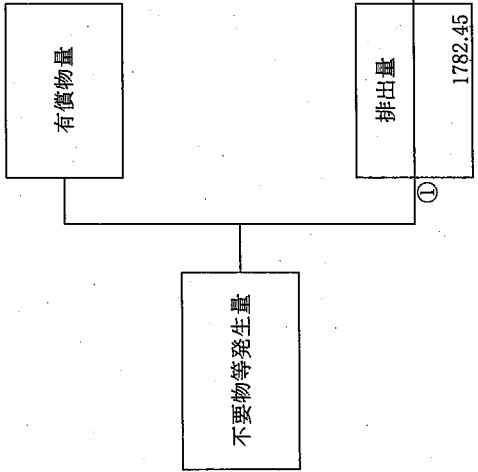 有償物量
不要物等発生量
排出量
①
1782.45